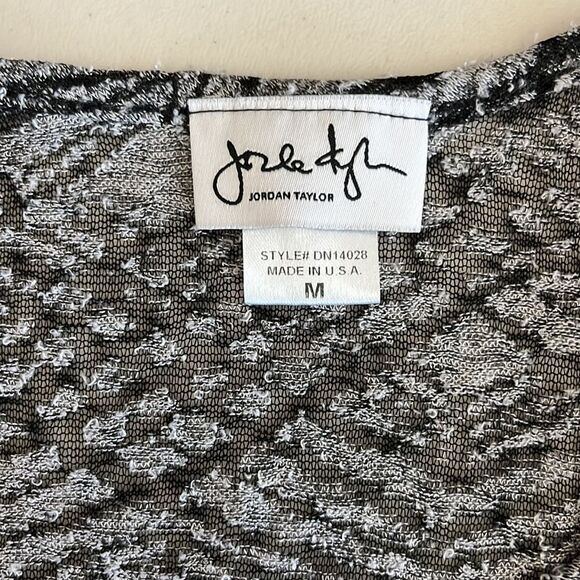 JORDAN TAYLOR
STYLE# DN14028
MADE IN U.S.A.
M